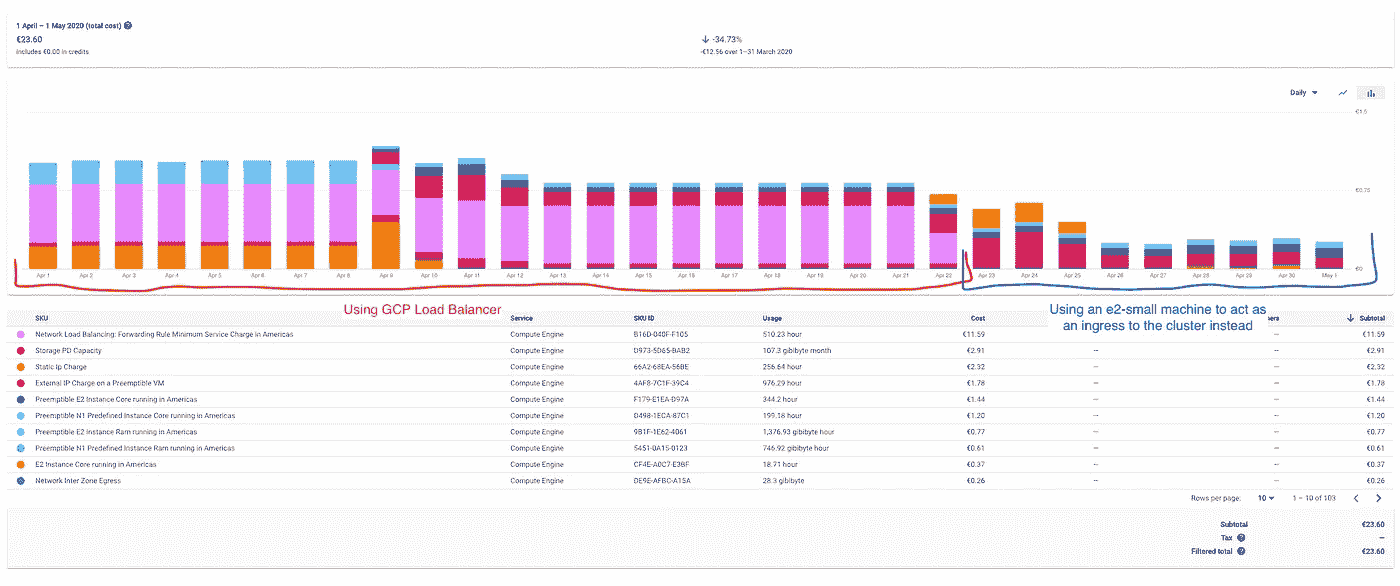 1 April – 1 May 2020 (total cost)
€23.60
includes €0.00 in credits
-34.73%
-€12.56 over 1–31 March 2020
Daily
€1.5
€0.75
€0
Apr 1 Apr 2 Apr 3 Apr 4 Apr 5 Apr 6 Apr 7 Apr 8 Apr 9 Apr 10 Apr 11 Apr 12 Apr 13 Apr 14 Apr 15 Apr 16 Apr 17 Apr 18 Apr 19 Apr 20 Apr 21 Apr 22 Apr 23 Apr 24 Apr 25 Apr 26 Apr 27 Apr 28 Apr 29 Apr 30 May 1
Using GCP Load Balancer
Using an e2-small machine to act as
an ingress to the cluster instead
SKU Service SKU ID Usage Cost Subtotal
Network Load Balancing: Forwarding Rule Minimum Service Charge in Americas Compute Engine B16D-040F-F105 510.23 hour €11.59 -- -- €11.59
Storage PD Capacity Compute Engine D973-5D65-BAB2 107.3 gibibyte month €2.91 -- -- €2.91
Static Ip Charge Compute Engine 66A2-68EA-56BE 256.64 hour €2.32 -- -- €2.32
External IP Charge on a Preemptible VM Compute Engine 4AF8-7C1F-39C4 976.29 hour €1.78 -- -- €1.78
Preemptible E2 Instance Core running in Americas Compute Engine F179-E1EA-D97A 344.2 hour €1.44 -- -- €1.44
Preemptible N1 Predefined Instance Core running in Americas Compute Engine D498-1ECA-87C1 199.18 hour €1.20 -- -- €1.20
Preemptible E2 Instance Ram running in Americas Compute Engine 9B1F-1E62-4061 1,376.93 gibibyte hour €0.77 -- -- €0.77
Preemptible N1 Predefined Instance Ram running in Americas Compute Engine 5451-0A15-0123 746.92 gibibyte hour €0.61 -- -- €0.61
E2 Instance Core running in Americas Compute Engine CF4E-A0C7-E3BF 18.71 hour €0.37 -- -- €0.37
Network Inter Zone Egress Compute Engine DE9E-AFBC-A15A 28.3 gibibyte €0.26 -- -- €0.26
Rows per page: 10 1 – 10 of 103
Subtotal €23.60
Tax --
Filtered total €23.60